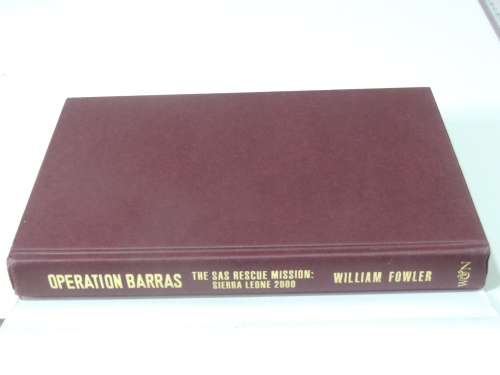 OPERATION BARRAS
THE SAS RESCUE MISSION:
SIERRA LEONE 2000
WILLIAM FOWLER
W&N